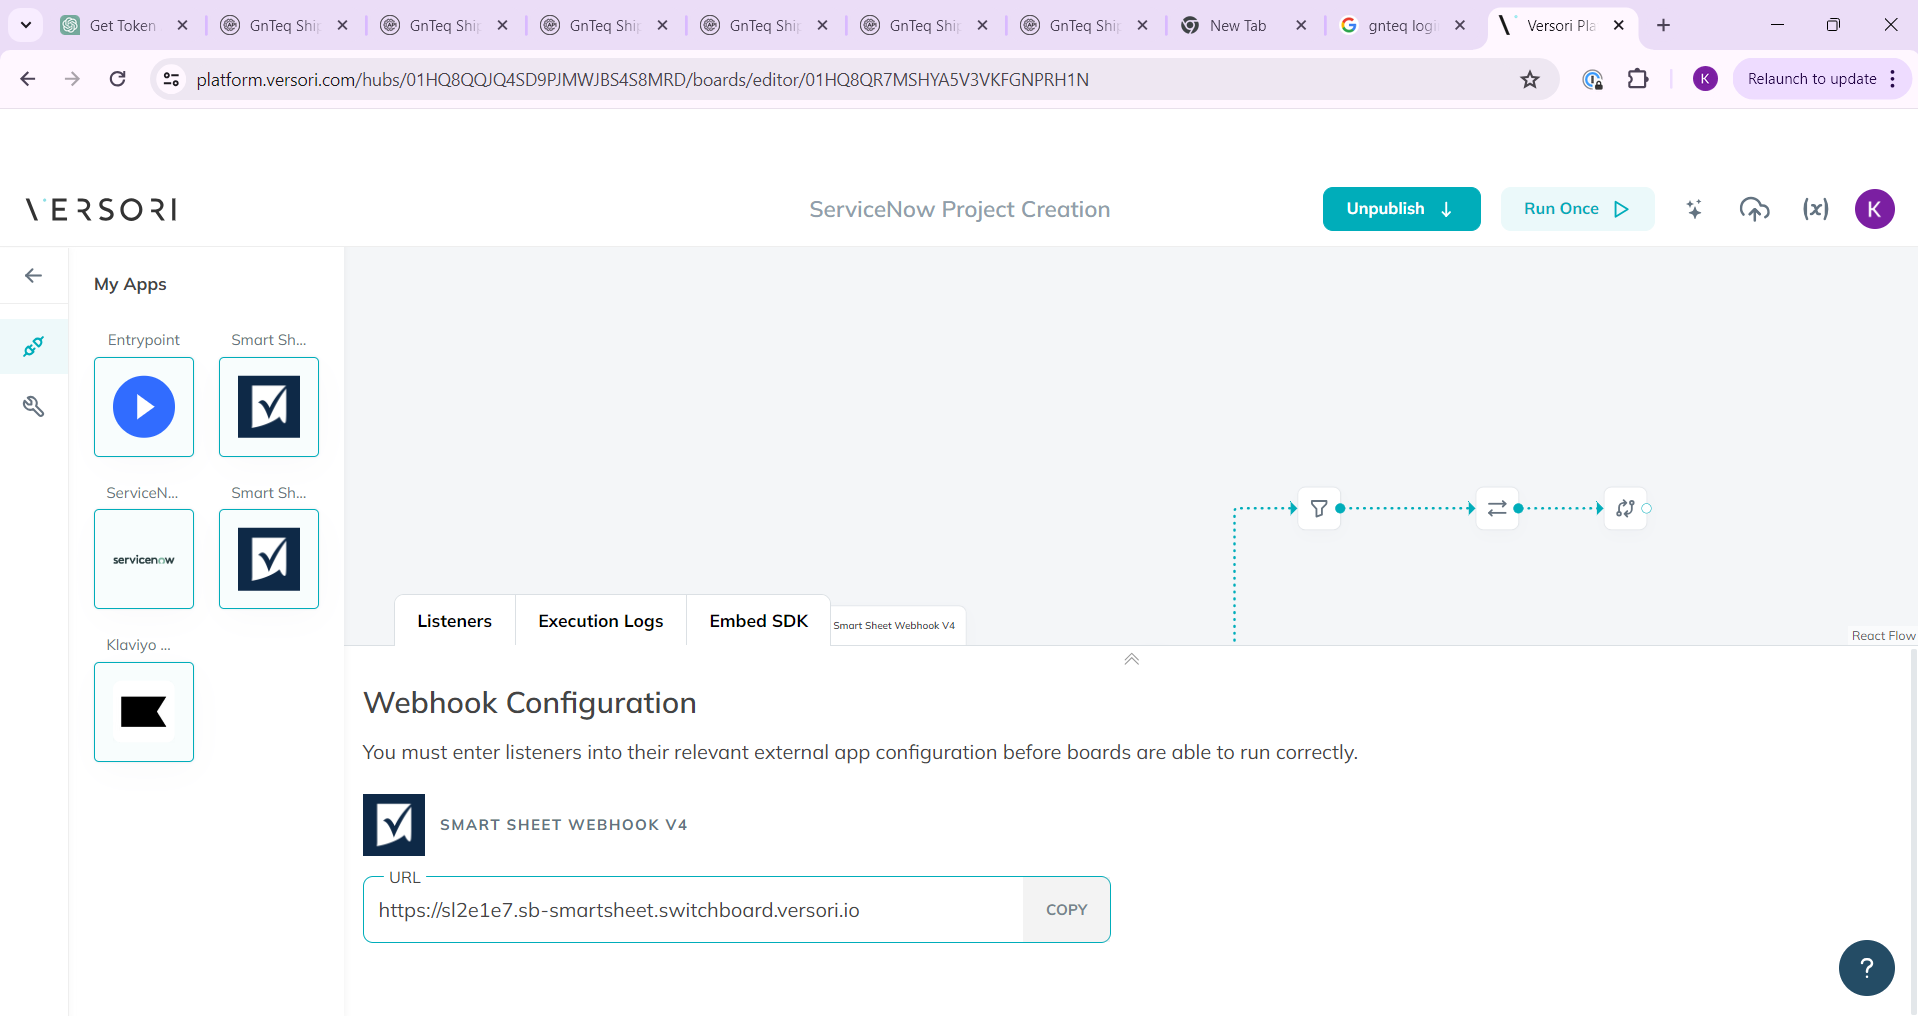 Get Token
GnTeq Ship
GnTeq Ship
GnTeq Ship
GnTeq Ship
GnTeq Ship
GnTeq Ship
New Tab
gnteq logi
Versori Pla
platform.versori.com/hubs/01HQ8QQJQ4SD9PJMWJBS4S8MRD/boards/editor/01HQ8QR7MSHYA5V3VKFGNPRH1N
K
Relaunch to update
VERSORI
ServiceNow Project Creation
Unpublish
Run Once
(x)
K
My Apps
Entrypoint
Smart Sh...
ServiceN...
Smart Sh...
servicenow
Klaviyo ...
Listeners
Execution Logs
Embed SDK
Smart Sheet Webhook V4
React Flow
Webhook Configuration
You must enter listeners into their relevant external app configuration before boards are able to run correctly.
SMART SHEET WEBHOOK V4
URL
https://sl2e1e7.sb-smartsheet.switchboard.versori.io
COPY
?